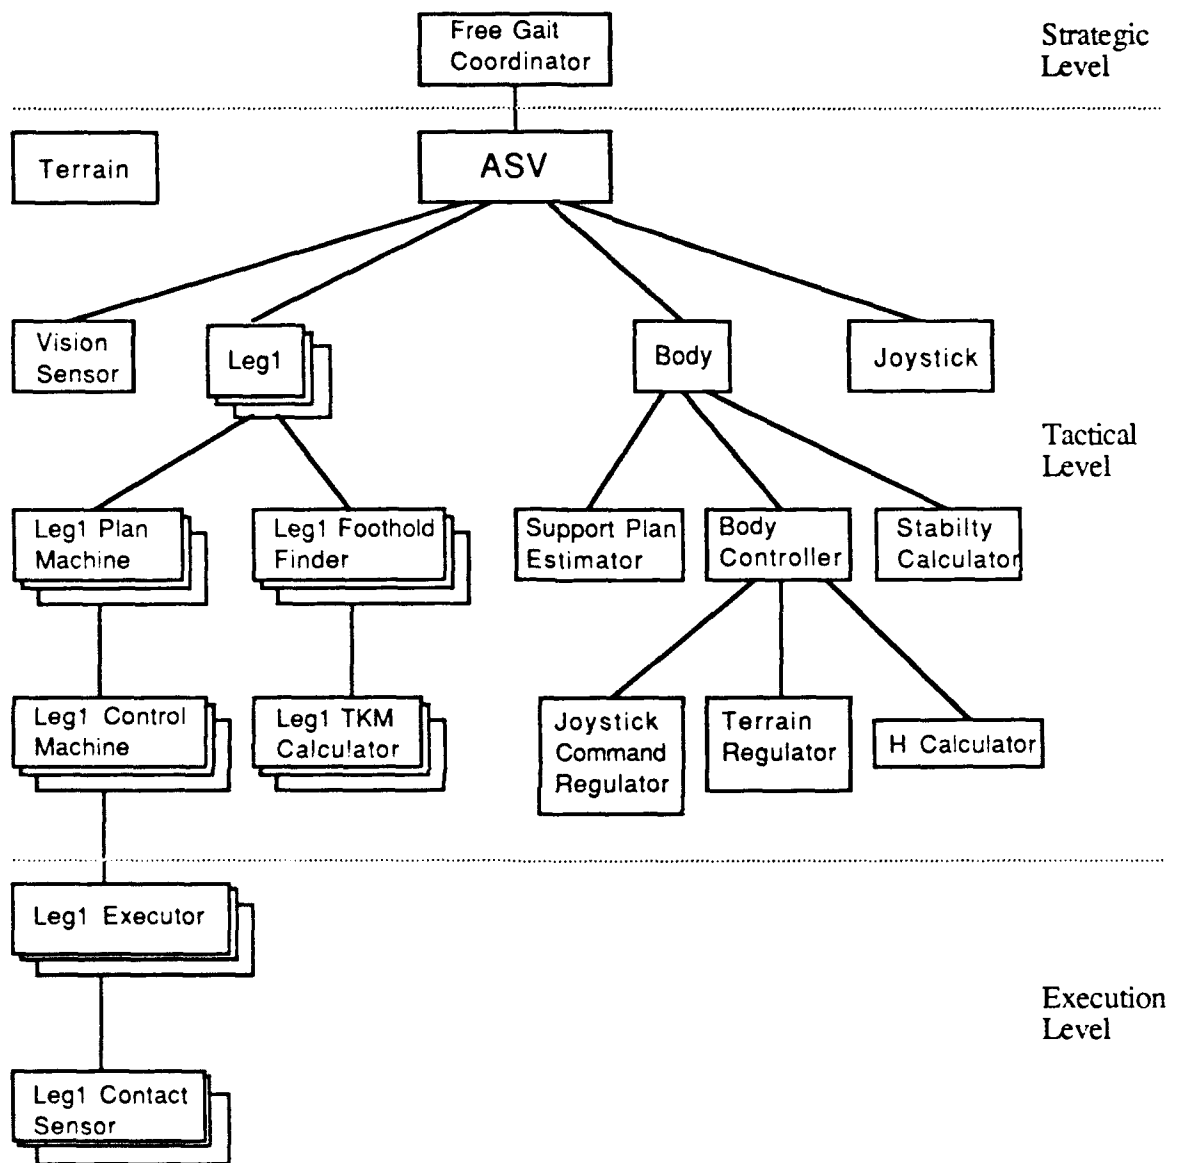 Free Gait
Coordinator
Strategic
Level
Terrain
ASV
Vision
Sensor
Leg1
Body
Joystick
Tactical
Level
Leg1 Plan
Machine
Leg1 Foothold
Finder
Support Plan
Estimator
Body
Controller
Stabilty
Calculator
Leg1 Control
Machine
Leg1 TKM
Calculator
Joystick
Command
Regulator
Terrain
Regulator
H Calculator
Leg1 Executor
Execution
Level
Leg1 Contact
Sensor